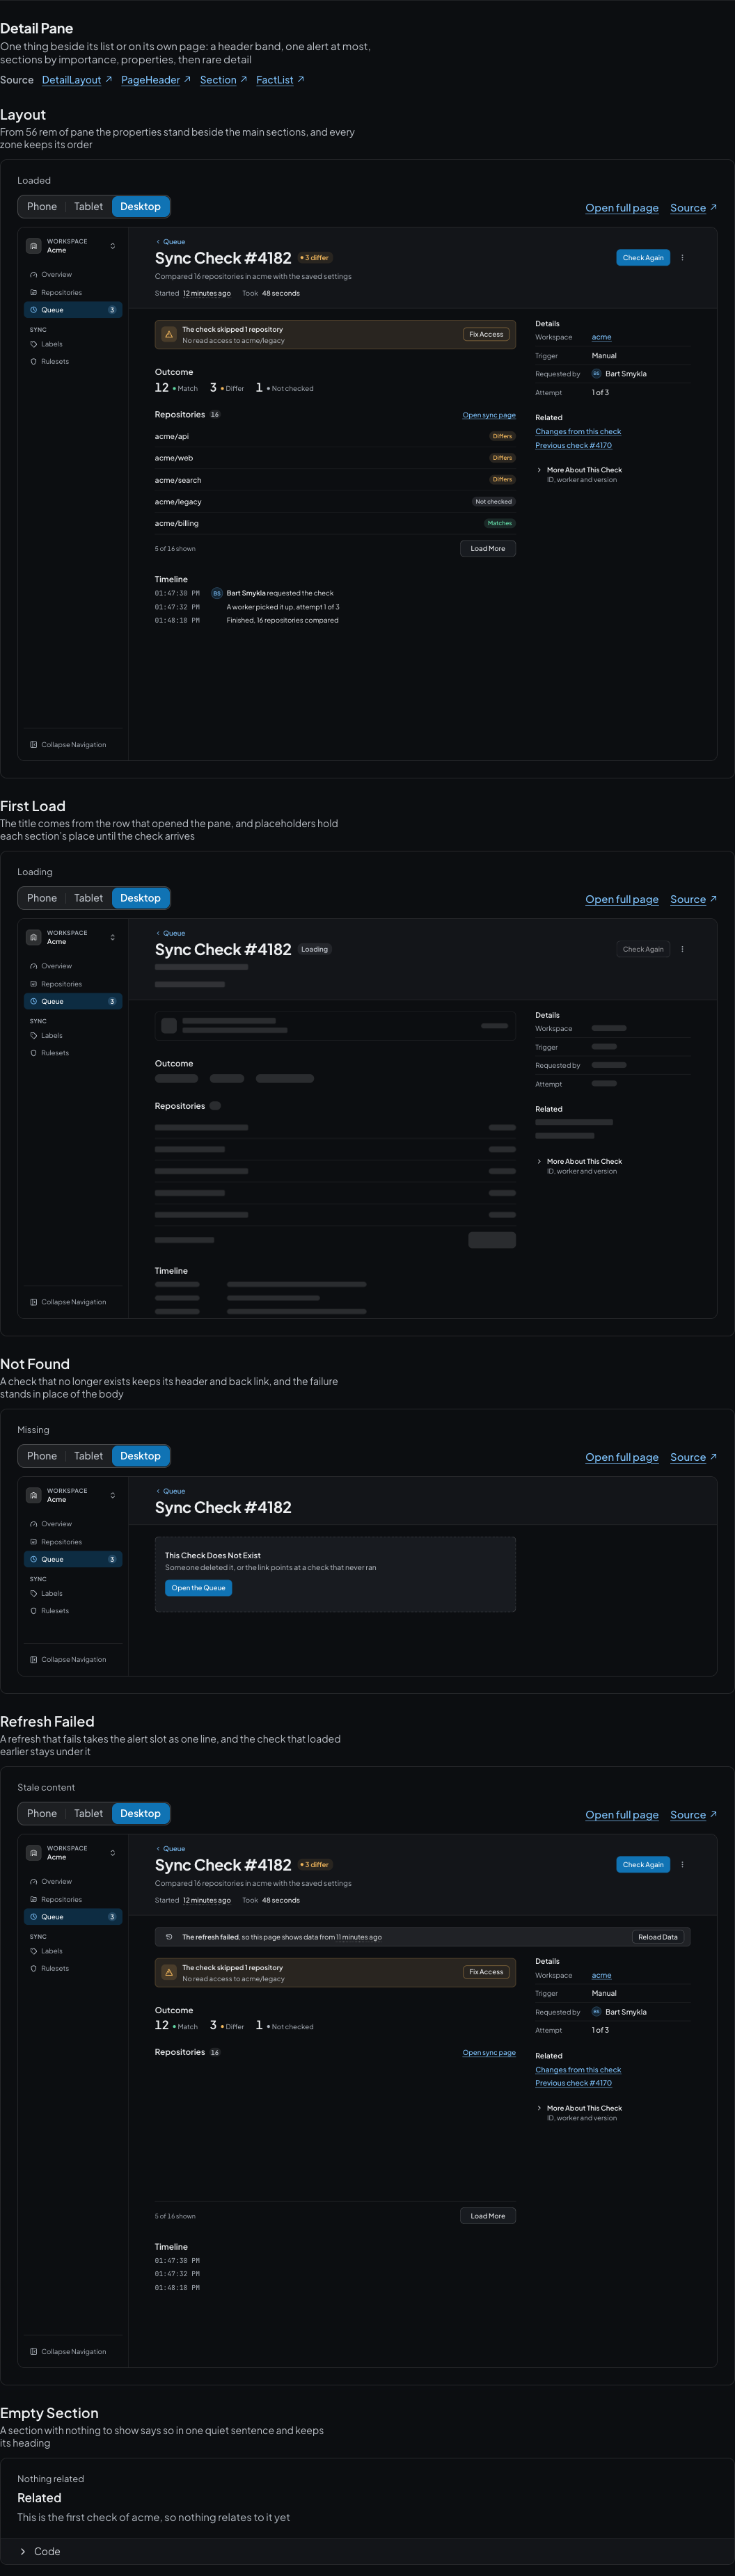 Detail Pane
One thing beside its list or on its own page: a header band, one alert at most,
sections by importance, properties, then rare detail
Source DetailLayout ↗ PageHeader ↗ Section ↗ FactList ↗
Layout
From 56 rem of pane the properties stand beside the main sections, and every
zone keeps its order
Loaded
Phone Tablet Desktop
Open full page Source ↗
WORKSPACE
Acme
Overview
Repositories
Queue 3
SYNC
Labels
Rulesets
Collapse Navigation
‹ Queue
Sync Check #4182 3 differ
Compared 16 repositories in acme with the saved settings
Started 12 minutes ago Took 48 seconds
Check Again
The check skipped 1 repository
No read access to acme/legacy
Fix Access
Outcome
12 Match 3 Differ 1 Not checked
Repositories 16
Open sync page
acme/api Differs
acme/web Differs
acme/search Differs
acme/legacy Not checked
acme/billing Matches
5 of 16 shown
Load More
Timeline
01:47:30 PM BS Bart Smykla requested the check
01:47:32 PM A worker picked it up, attempt 1 of 3
01:48:18 PM Finished, 16 repositories compared
Details
Workspace acme
Trigger Manual
Requested by BS Bart Smykla
Attempt 1 of 3
Related
Changes from this check
Previous check #4170
More About This Check
ID, worker and version
First Load
The title comes from the row that opened the pane, and placeholders hold
each section's place until the check arrives
Loading
Phone Tablet Desktop
Open full page Source ↗
WORKSPACE
Acme
Overview
Repositories
Queue 3
SYNC
Labels
Rulesets
Collapse Navigation
‹ Queue
Sync Check #4182 Loading
Check Again
Outcome
Repositories
Timeline
Details
Workspace
Trigger
Requested by
Attempt
Related
More About This Check
ID, worker and version
Not Found
A check that no longer exists keeps its header and back link, and the failure
stands in place of the body
Missing
Phone Tablet Desktop
Open full page Source ↗
WORKSPACE
Acme
Overview
Repositories
Queue 3
SYNC
Labels
Rulesets
Collapse Navigation
‹ Queue
Sync Check #4182
This Check Does Not Exist
Someone deleted it, or the link points at a check that never ran
Open the Queue
Refresh Failed
A refresh that fails takes the alert slot as one line, and the check that loaded
earlier stays under it
Stale content
Phone Tablet Desktop
Open full page Source ↗
WORKSPACE
Acme
Overview
Repositories
Queue 3
SYNC
Labels
Rulesets
Collapse Navigation
‹ Queue
Sync Check #4182 3 differ
Compared 16 repositories in acme with the saved settings
Started 12 minutes ago Took 48 seconds
Check Again
The refresh failed, so this page shows data from 11 minutes ago
Reload Data
The check skipped 1 repository
No read access to acme/legacy
Fix Access
Outcome
12 Match 3 Differ 1 Not checked
Repositories 16
Open sync page
5 of 16 shown
Load More
Timeline
01:47:30 PM
01:47:32 PM
01:48:18 PM
Details
Workspace acme
Trigger Manual
Requested by BS Bart Smykla
Attempt 1 of 3
Related
Changes from this check
Previous check #4170
More About This Check
ID, worker and version
Empty Section
A section with nothing to show says so in one quiet sentence and keeps
its heading
Nothing related
Related
This is the first check of acme, so nothing relates to it yet
Code